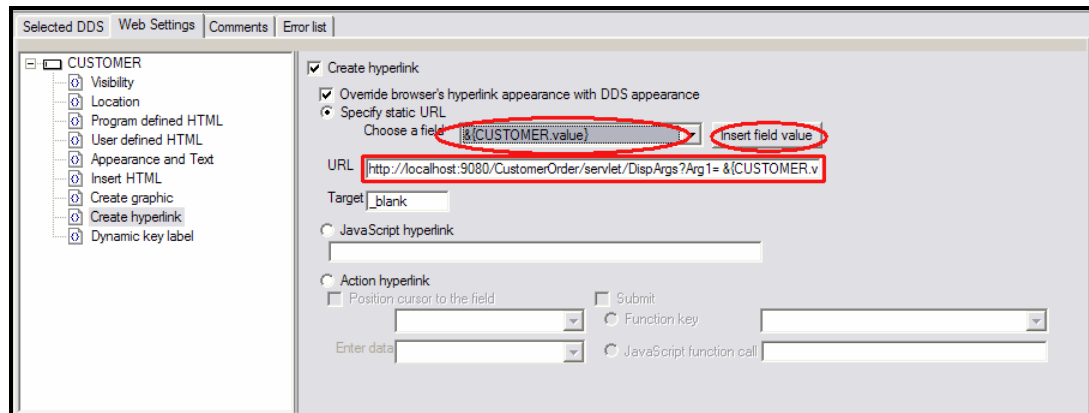 Selected DDS Web Settings Comments Error list
CUSTOMER
Visibility
Location
Program defined HTML
User defined HTML
Appearance and Text
Insert HTML
Create graphic
Create hyperlink
Dynamic key label
Create hyperlink
Override browser's hyperlink appearance with DDS appearance
Specify static URL
Choose a field &{CUSTOMER.value} Insert field value
URL http://localhost:9080/CustomerOrder/servlet/DispArgs?Arg1= &{CUSTOMER.v
Target _blank
JavaScript hyperlink
Action hyperlink
Position cursor to the field Submit
Function key
Enter data JavaScript function call